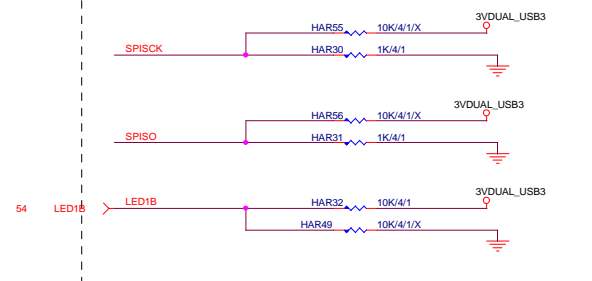 3VDUAL_USB3
HAR55 10K/4/1/X
SPISCK HAR30 1K/4/1
3VDUAL_USB3
HAR56 10K/4/1/X
SPISO HAR31 1K/4/1
3VDUAL_USB3
54 LED1B LED1B HAR32 10K/4/1
HAR49 10K/4/1/X